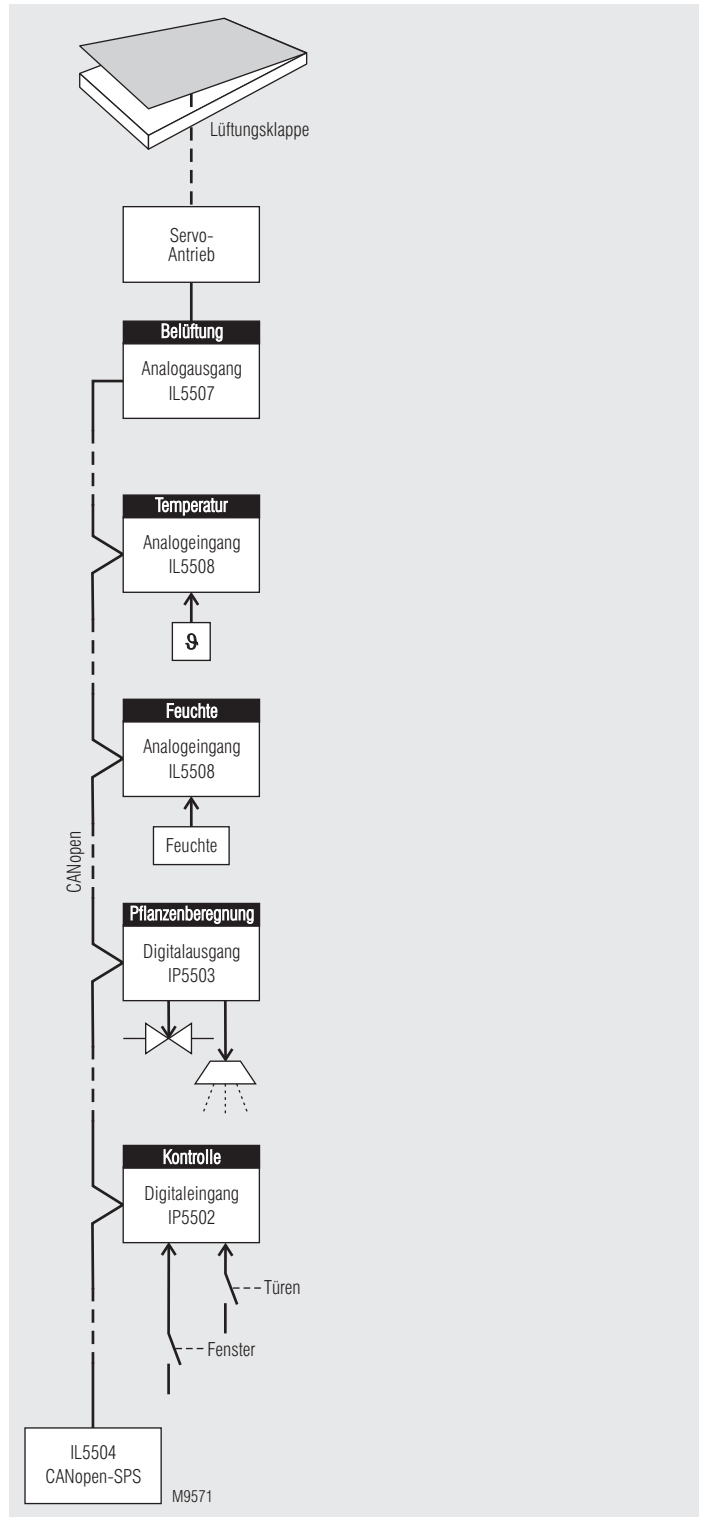 Lüftungsklappe
Servo-
Antrieb
Belüftung
Analogausgang
IL5507
Temperatur
Analogeingang
IL5508
ϑ
Feuchte
Analogeingang
IL5508
Feuchte
CANopen
Pflanzenberegnung
Digitalausgang
IP5503
Kontrolle
Digitaleingang
IP5502
Türen
Fenster
IL5504
CANopen-SPS
M9571